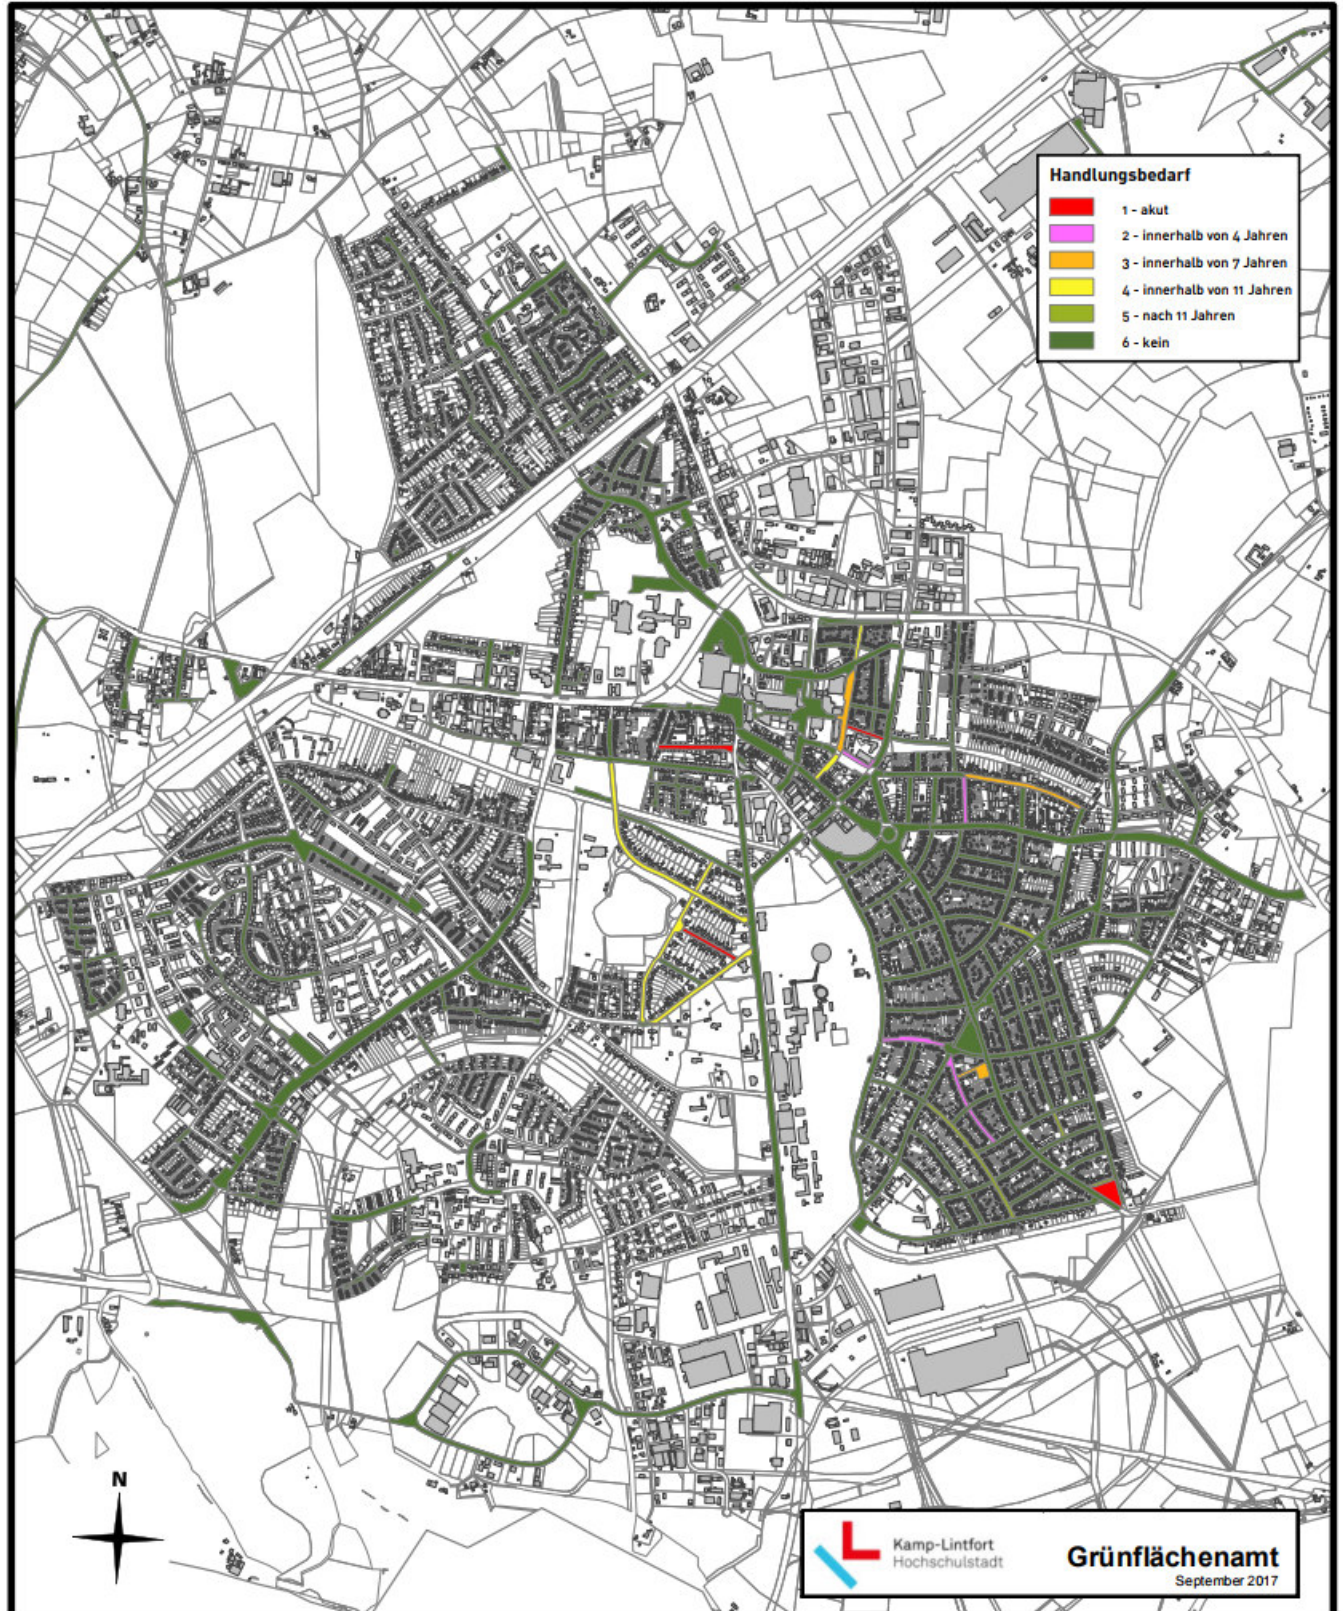 Handlungsbedarf
1 - akut
2 - innerhalb von 4 Jahren
3 - innerhalb von 7 Jahren
4 - innerhalb von 11 Jahren
5 - nach 11 Jahren
6 - kein
N
Kamp-Lintfort
Hochschulstadt
Grünflächenamt
September 2017